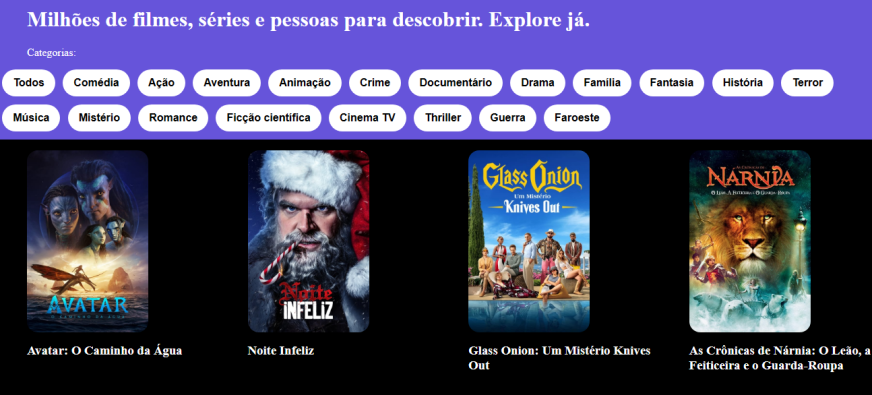 Milhões de filmes, séries e pessoas para descobrir. Explore já.
Categorias:
Todos Comédia Ação Aventura Animação Crime Documentário Drama Família Fantasia História Terror
Música Mistério Romance Ficção científica Cinema TV Thriller Guerra Faroeste
AVATAR
O CAMINHO DA ÁGUA
Noite
INFELIZ
Glass Onion
Um Mistério
Knives Out
AS CRÔNICAS DE
NÁRNIA
O LEÃO, A FEITICEIRA E O GUARDA-ROUPA
Avatar: O Caminho da Água
Noite Infeliz
Glass Onion: Um Mistério Knives
Out
As Crônicas de Nárnia: O Leão, a
Feiticeira e o Guarda-Roupa